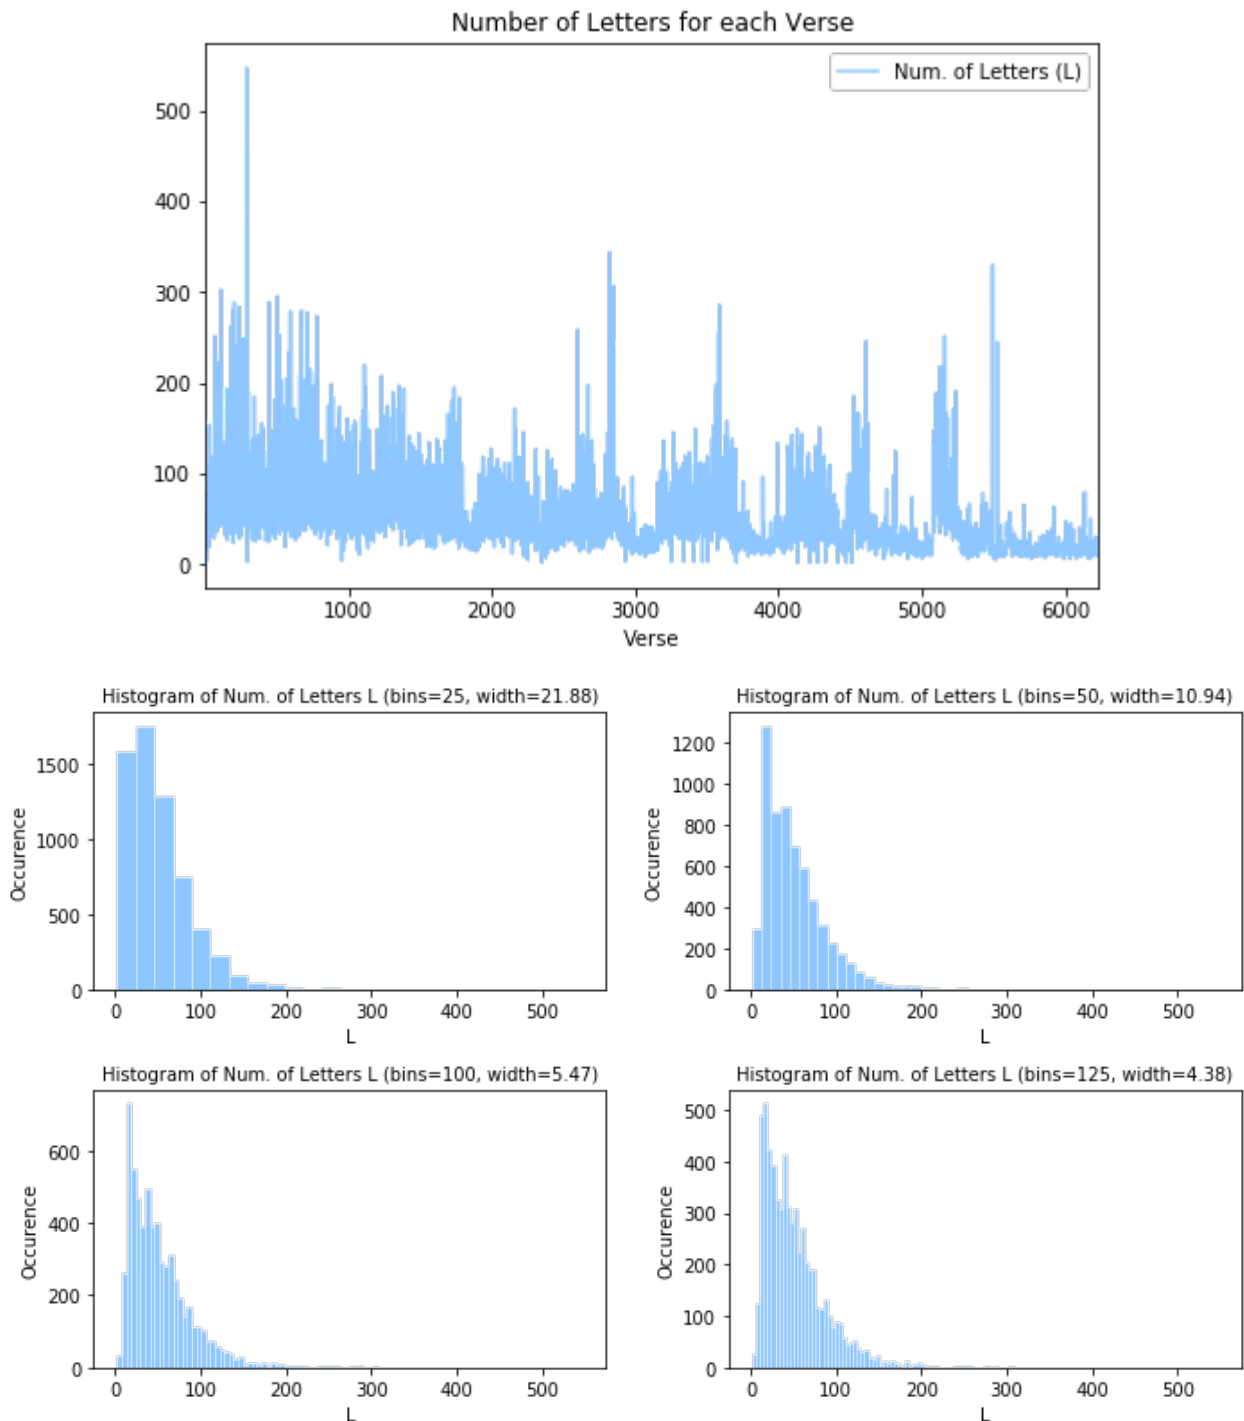 Number of Letters for each Verse
Num. of Letters (L)
500
400
300
200
100
0
1000 2000 3000 4000 5000 6000
Verse
Histogram of Num. of Letters L (bins=25, width=21.88)
Occurence
1500
1000
500
0
0 100 200 300 400 500
L
Histogram of Num. of Letters L (bins=50, width=10.94)
Occurence
1200
1000
800
600
400
200
0
0 100 200 300 400 500
L
Histogram of Num. of Letters L (bins=100, width=5.47)
Occurence
600
400
200
0
0 100 200 300 400 500
L
Histogram of Num. of Letters L (bins=125, width=4.38)
Occurence
500
400
300
200
100
0
0 100 200 300 400 500
L